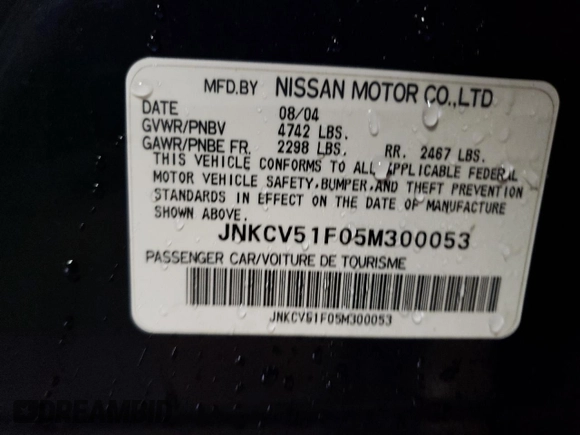 MFD.BY NISSAN MOTOR CO.,LTD
DATE 08/04
GVWR/PNBV 4742 LBS.
GAWR/PNBE FR. 2298 LBS. RR. 2467 LBS.
THIS VEHICLE CONFORMS TO ALL APPLICABLE FEDERAL
MOTOR VEHICLE SAFETY,BUMPER,AND THEFT PREVENTION
STANDARDS IN EFFECT ON THE DATE OF MANUFACTURE
SHOWN ABOVE.
JNKCV51F05M300053
PASSENGER CAR/VOITURE DE TOURISME
JNKCV51F05M300053
DREAMBID